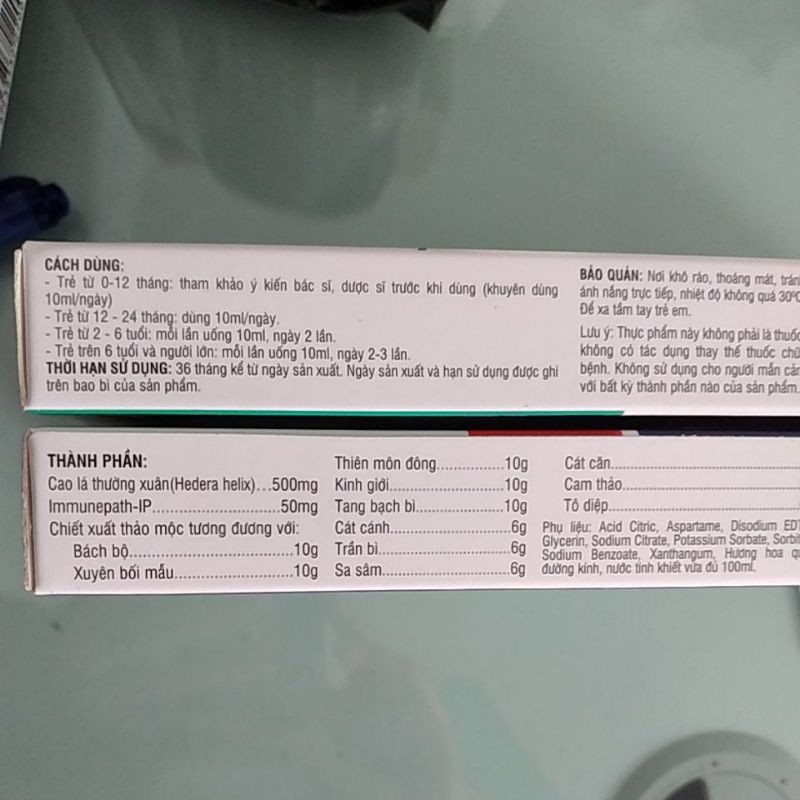 CÁCH DÙNG:
- Trẻ từ 0-12 tháng: tham khảo ý kiến bác sĩ, dược sĩ trước khi dùng (khuyên dùng
10ml/ngày)
- Trẻ từ 12 - 24 tháng: dùng 10ml/ngày.
- Trẻ từ 2 - 6 tuổi: mỗi lần uống 10ml, ngày 2 lần.
- Trẻ trên 6 tuổi và người lớn: mỗi lần uống 10ml, ngày 2-3 lần.
THỜI HẠN SỬ DỤNG: 36 tháng kể từ ngày sản xuất. Ngày sản xuất và hạn sử dụng được ghi
trên bao bì của sản phẩm.
BẢO QUẢN: Nơi khô ráo, thoáng mát, trán
ánh nắng trực tiếp, nhiệt độ không quá 30ºC
Để xa tầm tay trẻ em.
Lưu ý: Thực phẩm này không phải là thuốc
không có tác dụng thay thế thuốc chữ
bệnh. Không sử dụng cho người mẫn cảm
với bất kỳ thành phần nào của sản phẩm.
THÀNH PHẦN:
Cao lá thường xuân(Hedera helix)...500mg
Immunepath-IP......................50mg
Chiết xuất thảo mộc tương đương với:
Bách bộ..............................10g
Xuyên bối mẫu......................10g
Thiên môn đông.............10g
Kinh giới......................10g
Tang bạch bì.................10g
Cát cánh........................6g
Trần bì..........................6g
Sa sâm..........................6g
Cát căn..............................
Cam thảo...........................
Tô diệp..............................
Phụ liệu: Acid Citric, Aspartame, Disodium EDT
Glycerin, Sodium Citrate, Potassium Sorbate, Sorbit
Sodium Benzoate, Xanthangum, Hương hoa qu
đường kính, nước tinh khiết vừa đủ 100ml.